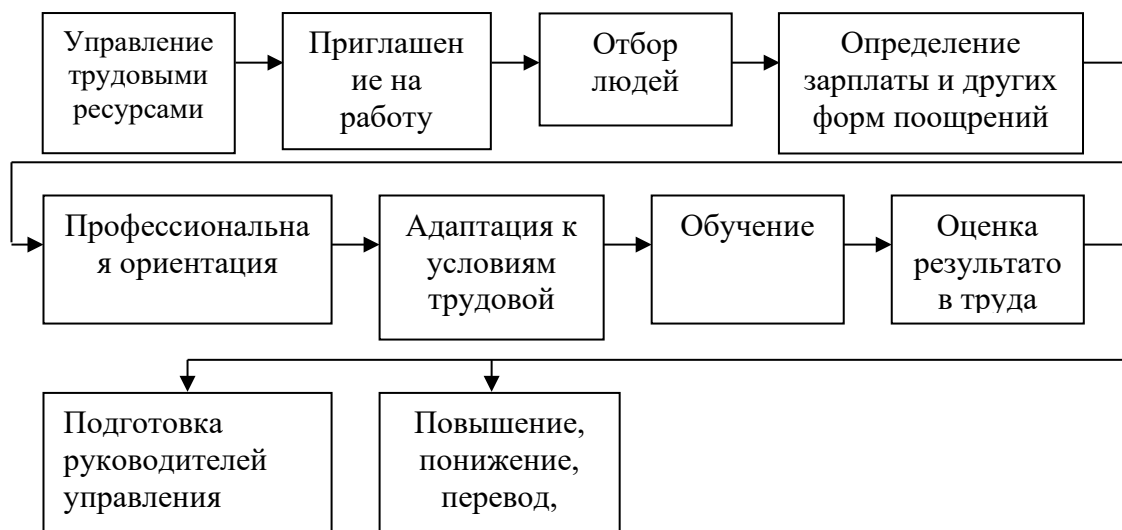 Управление
трудовыми
ресурсами
Приглашен
ие на
работу
Отбор
людей
Определение
зарплаты и других
форм поощрений
Профессиональна
я ориентация
Адаптация к
условиям
трудовой
Обучение
Оценка
результато
в труда
Подготовка
руководителей
управления
Повышение,
понижение,
перевод,